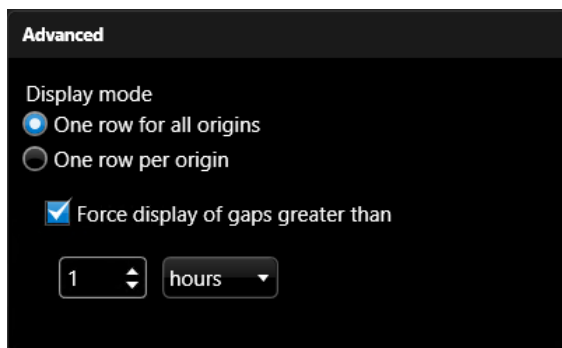 Advanced
Display mode
One row for all origins
One row per origin
Force display of gaps greater than
1 hours